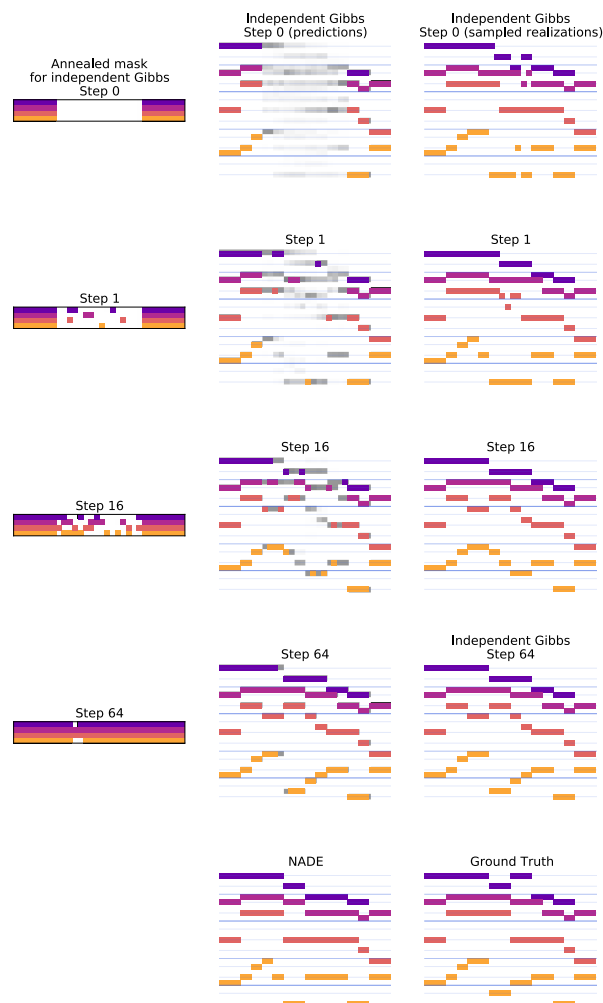 Annealed mask
for independent Gibbs
Step 0
Independent Gibbs
Step 0 (predictions)
Independent Gibbs
Step 0 (sampled realizations)
Step 1
Step 1
Step 1
Step 16
Step 16
Step 16
Step 64
Step 64
Independent Gibbs
Step 64
NADE
Ground Truth